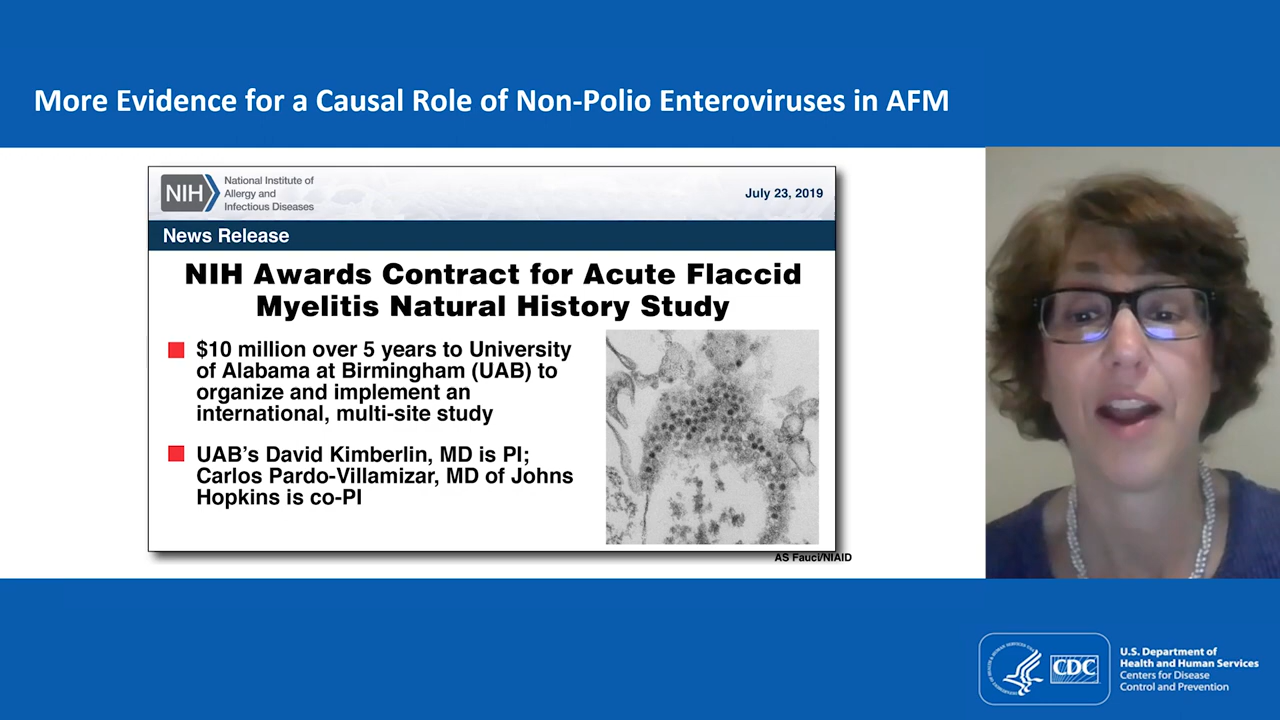 More Evidence for a Causal Role of Non-Polio Enteroviruses in AFM
NIH
National Institute of
Allergy and
Infectious Diseases
July 23, 2019
News Release
NIH Awards Contract for Acute Flaccid
Myelitis Natural History Study
$10 million over 5 years to University
of Alabama at Birmingham (UAB) to
organize and implement an
international, multi-site study
UAB's David Kimberlin, MD is PI;
Carlos Pardo-Villamizar, MD of Johns
Hopkins is co-PI
AS Fauci/NIAID
CDC
U.S. Department of
Health and Human Services
Centers for Disease
Control and Prevention